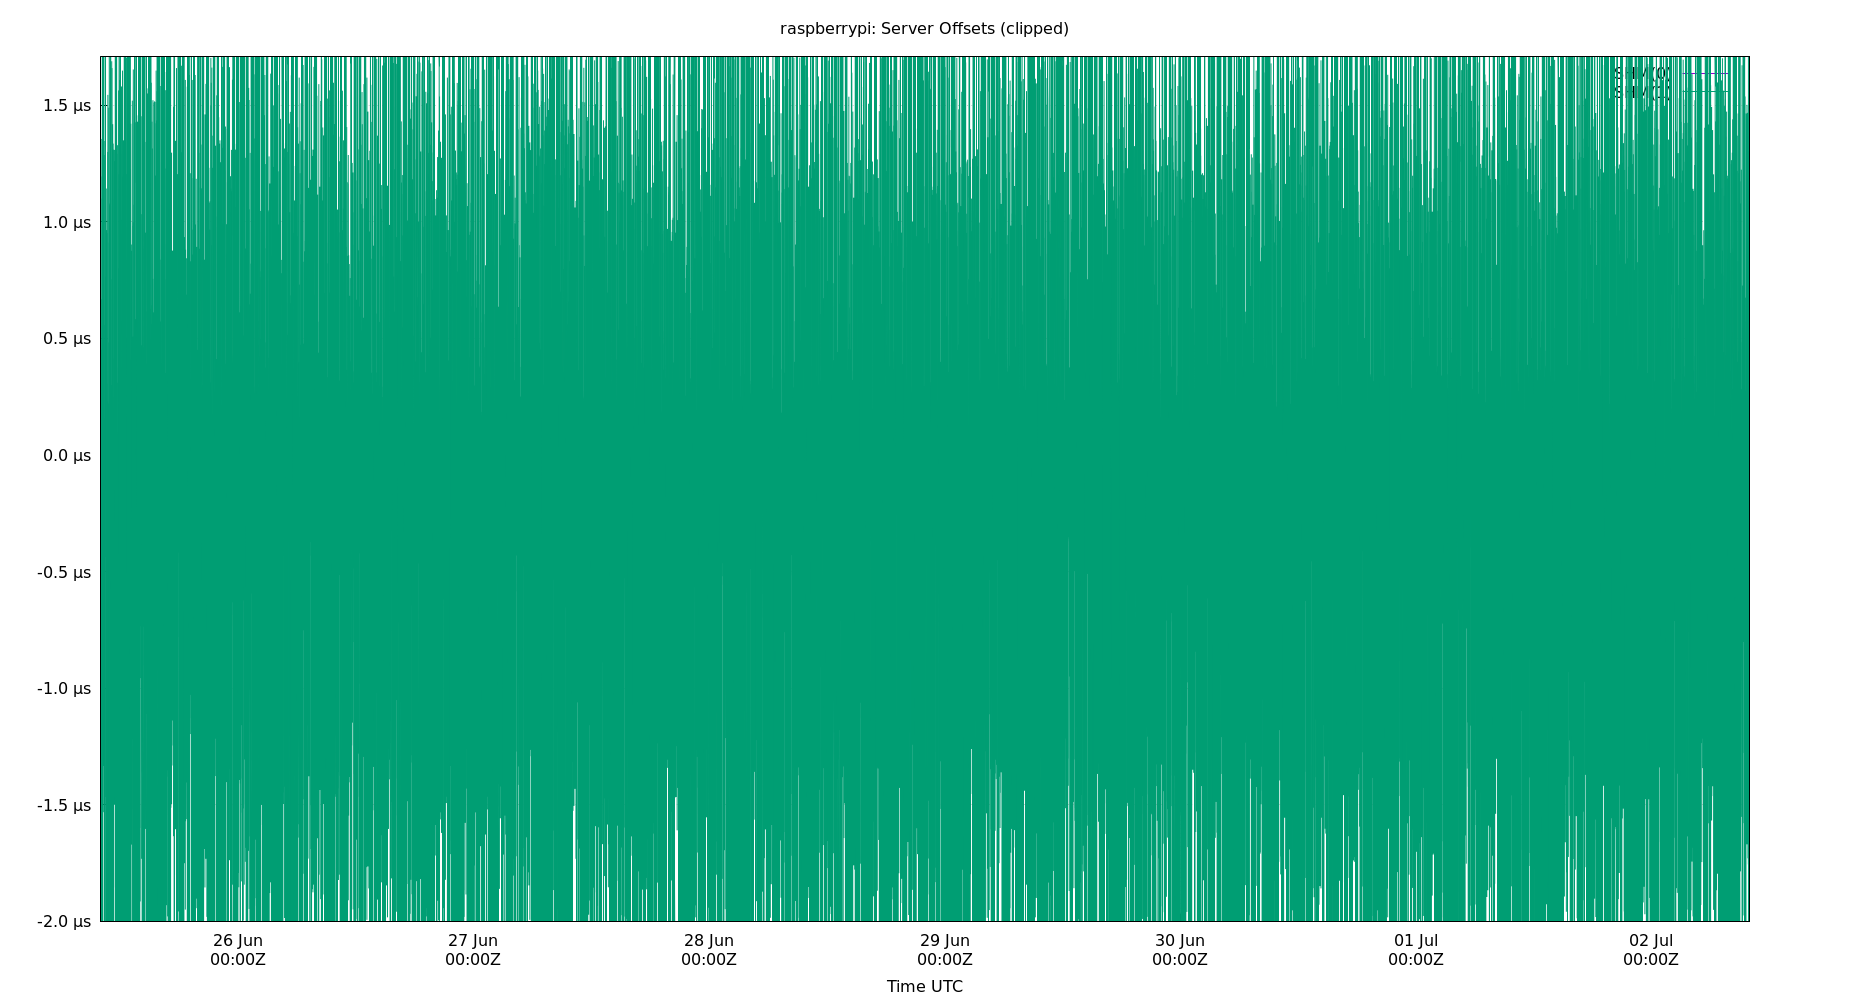 raspberrypi: Server Offsets (clipped)
SHM(0)
1.5 µs
1.0 µs
0.5 µs
0.0 µs
-0.5 µs
-1.0 µs
-1.5 µs
-2.0 µs
26 Jun 27 Jun 28 Jun 29 Jun 30 Jun 01 Jul 02 Jul
00:00Z 00:00Z 00:00Z 00:00Z 00:00Z 00:00Z 00:00Z
Time UTC